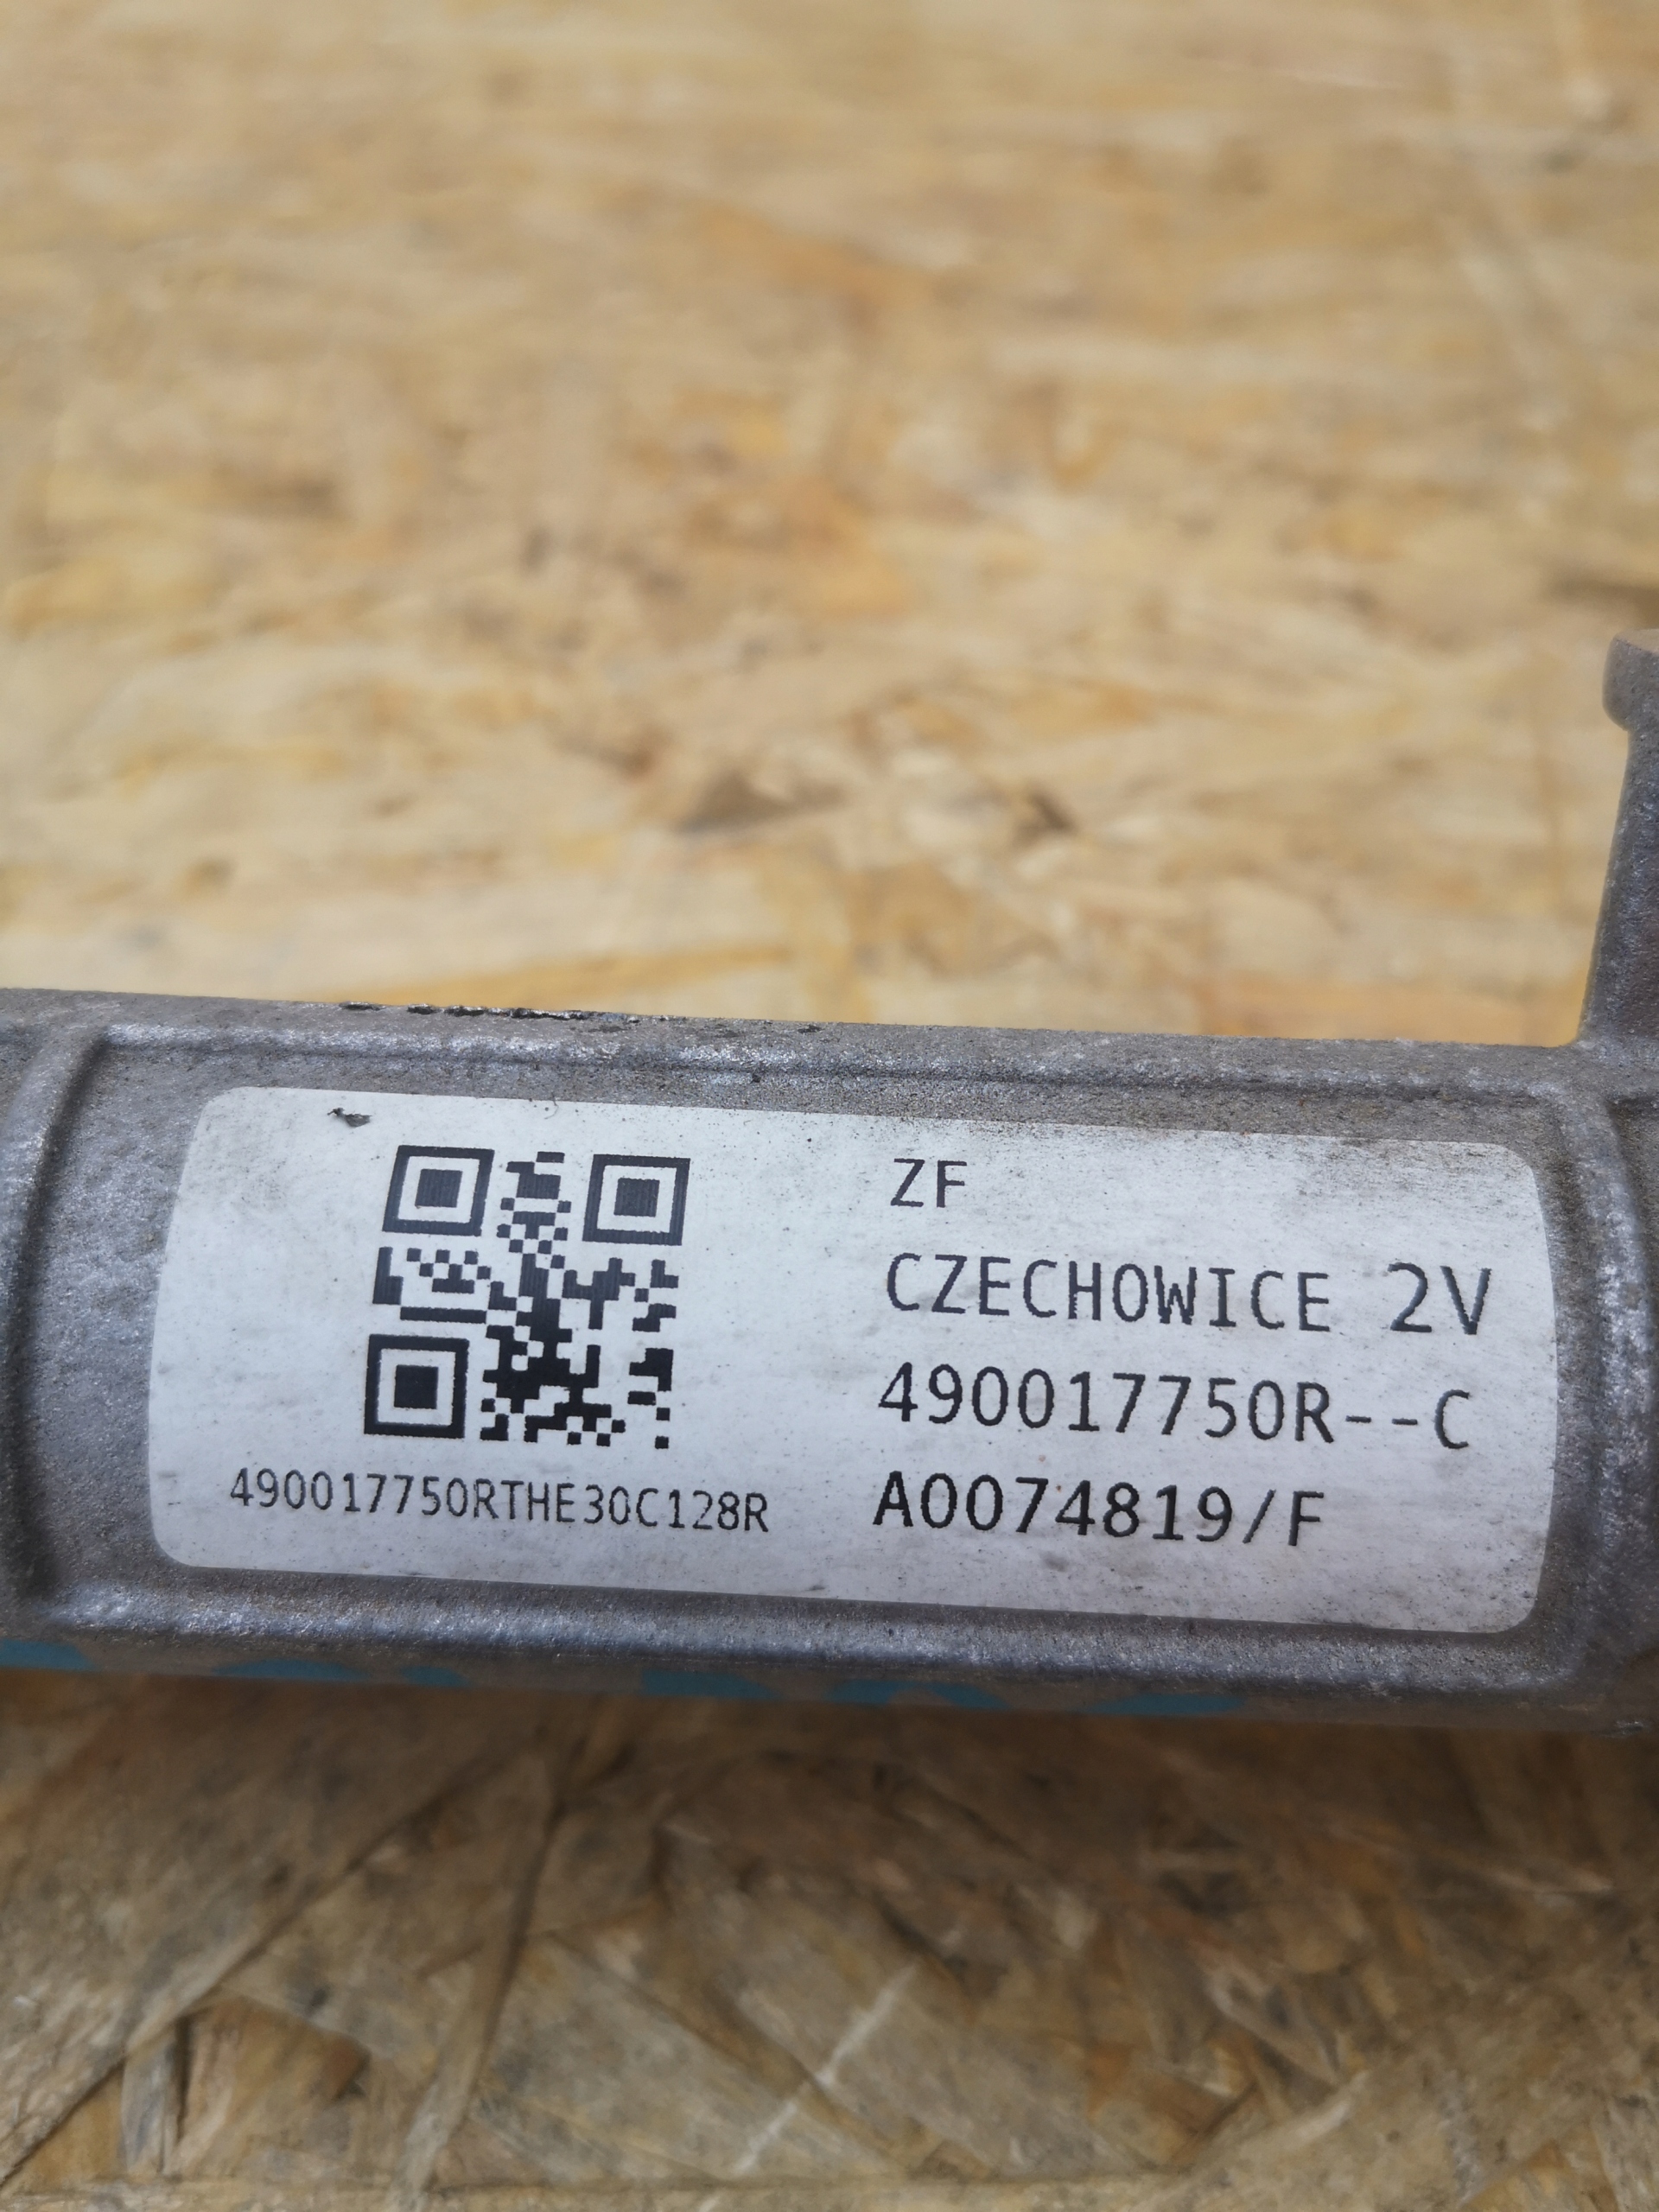 ZF
CZECHOWICE 2V
490017750R--C
A0074819/F
490017750RTHE30C128R